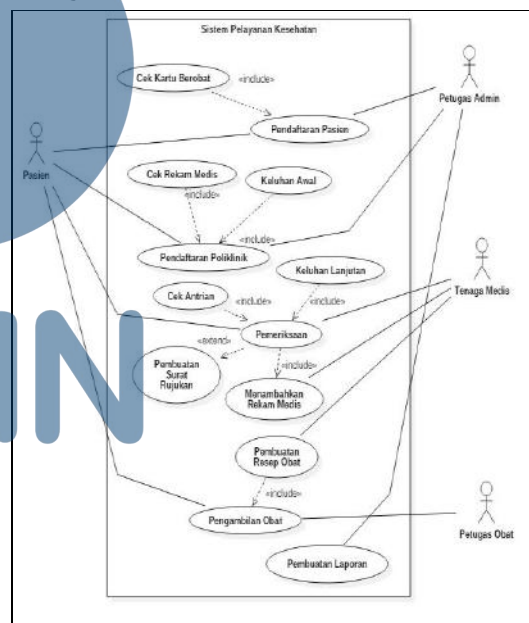 Sistem Pelayanan Kesehatan
Cek Kartu Berobat
«include»
Pendaftaran Pasien
Petugas Admin
Pasien
Cek Rekam Medis
Keluhan Awal
«include»
«include»
Pendaftaran Poliklinik
Keluhan Lanjutan
Cek Antrian
«include»
«include»
Tenaga Medis
Pemeriksaan
«extend»
Pembuatan
Surat
Rujukan
«include»
Menambahkan
Rekam Medis
Pembuatan
Resep Obat
«include»
Pengambilan Obat
Petugas Obat
Pembuatan Laporan
IN